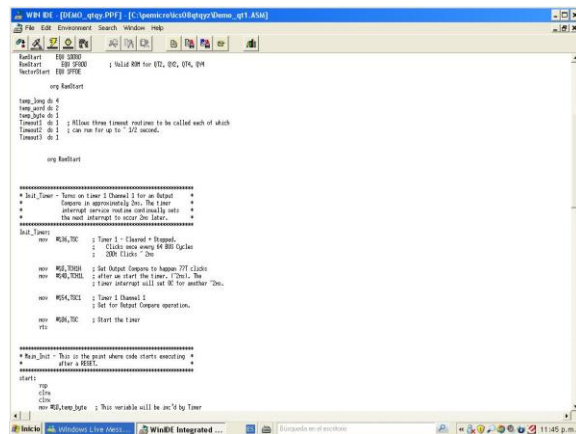 WIN IDE - [DEMO_qtqy.PPF] - [C:\pemicro\ics08qtqyz\Demo_qt1.ASM]
File Edit Environment Search Window Help
RamStart EQU $0080
RomStart EQU ; Valid ROM for QT2, QY2, QT4, QY4
VectorStart EQU $FFDE
org RamStart
temp_long ds 4
temp_word ds 2
temp_byte ds 1
Timeout1 ds 1 ; Allows three timeout routines to be called each of which
Timeout2 ds 1 ; can run for up to ~ 1/2 second.
Timeout3 ds 1
org RomStart
* Init_Timer - Turns on timer 1 Channel 1 for an Output *
* Compare in approximately 2ms. The timer *
* interrupt service routine continually sets *
* the next interrupt to occur 2ms later. *
Init_Timer:
mov #$36,TSC ; Timer 1 - Cleared + Stopped.
; Clicks once every 64 BUS Cycles
; Clicks ~ 2ms
mov ; Set Output Compare to happen 77T clicks
mov ; after we start the timer. (~2ms). The
; timer interrupt will set OC for another ~2ms.
mov #$54,TSC1 ; Timer 1 Channel 1
; Set for Output Compare operation.
mov #$06,TSC ; Start the timer
rts
* Main_Init - This is the point where code starts executing *
* after a RESET. *
start:
rsp
clra
clrx
mov #$0,temp_byte ; This variable will be inc'd by Timer
Inicio
Windows Live Mess...
WinIDE Integrated ...
Búsqueda en el escritorio
11:45 p.m.